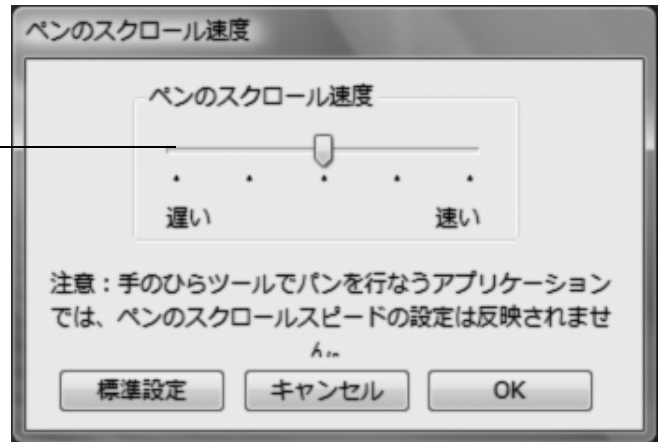 ペンのスクロール速度
ペンのスクロール速度
遅い 速い
注意：手のひらツールでパンを行なうアプリケーション
では、ペンのスクロールスピードの設定は反映されませ
標準設定 キャンセル OK